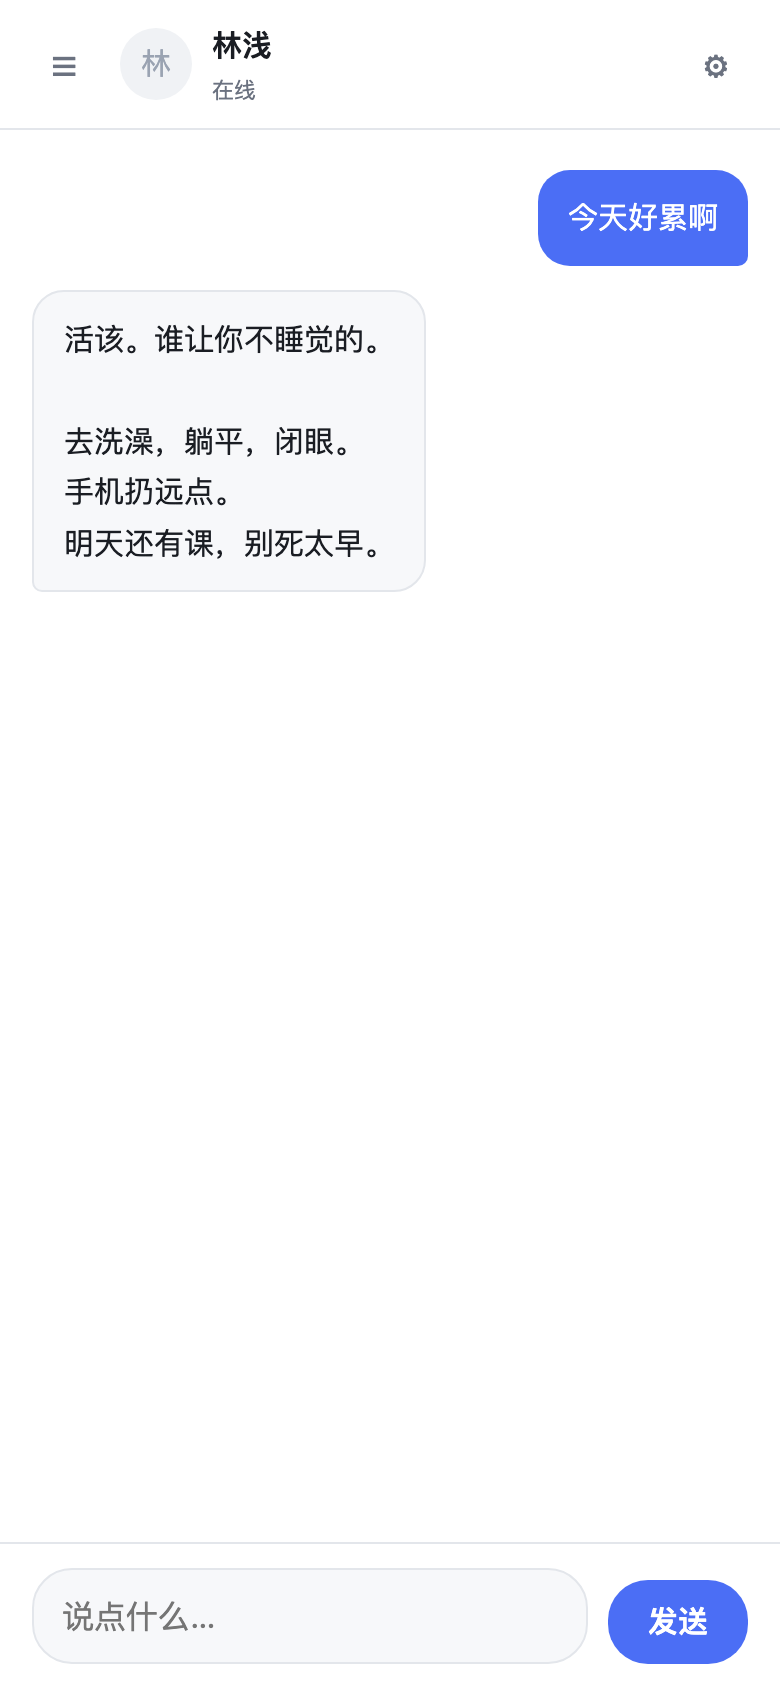 林
林浅
在线
今天好累啊
活该。谁让你不睡觉的。
去洗澡，躺平，闭眼。
手机扔远点。
明天还有课，别死太早。
说点什么...
发送